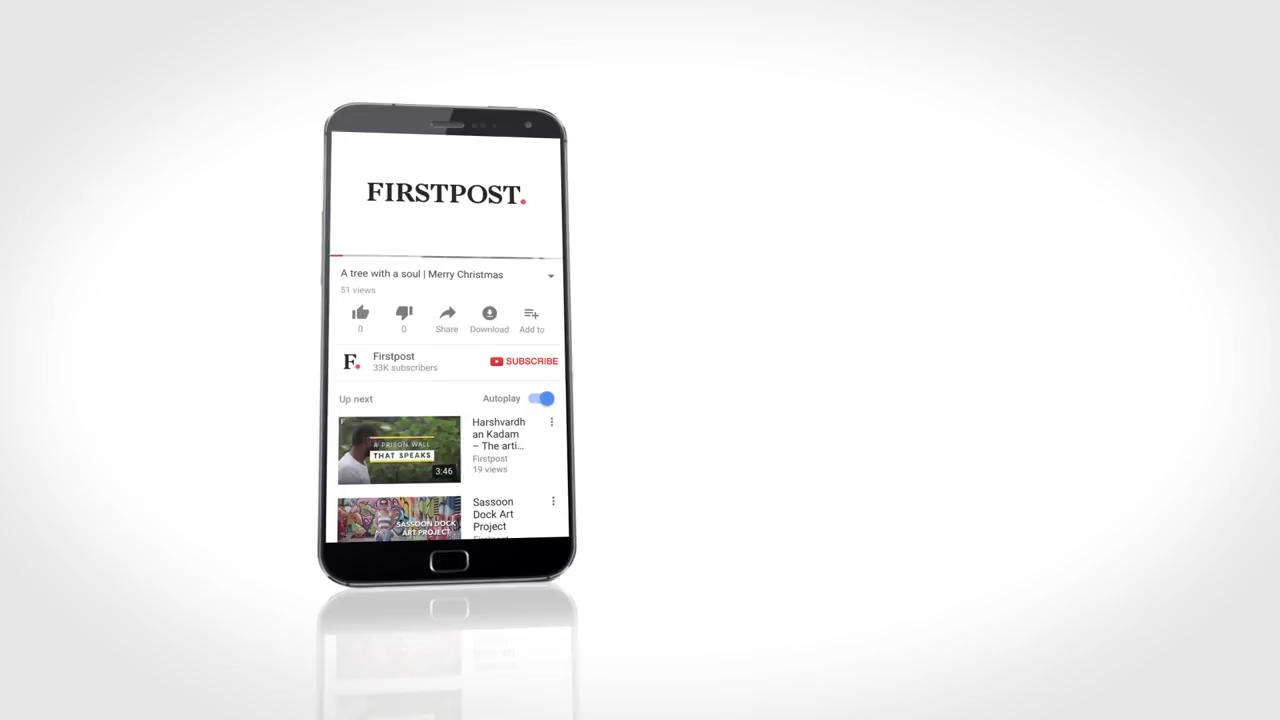 FIRSTPOST.
A tree with a soul | Merry Christmas
51 views
0
0
Share
Download
Add to
F.
Firstpost
33K subscribers
SUBSCRIBE
Up next
Autoplay
A PRISON WALL
THAT SPEAKS
3:46
Harshvardh
an Kadam
– The arti...
Firstpost
19 views
SASSOON DOCK
ART PROJECT
Sassoon
Dock Art
Project